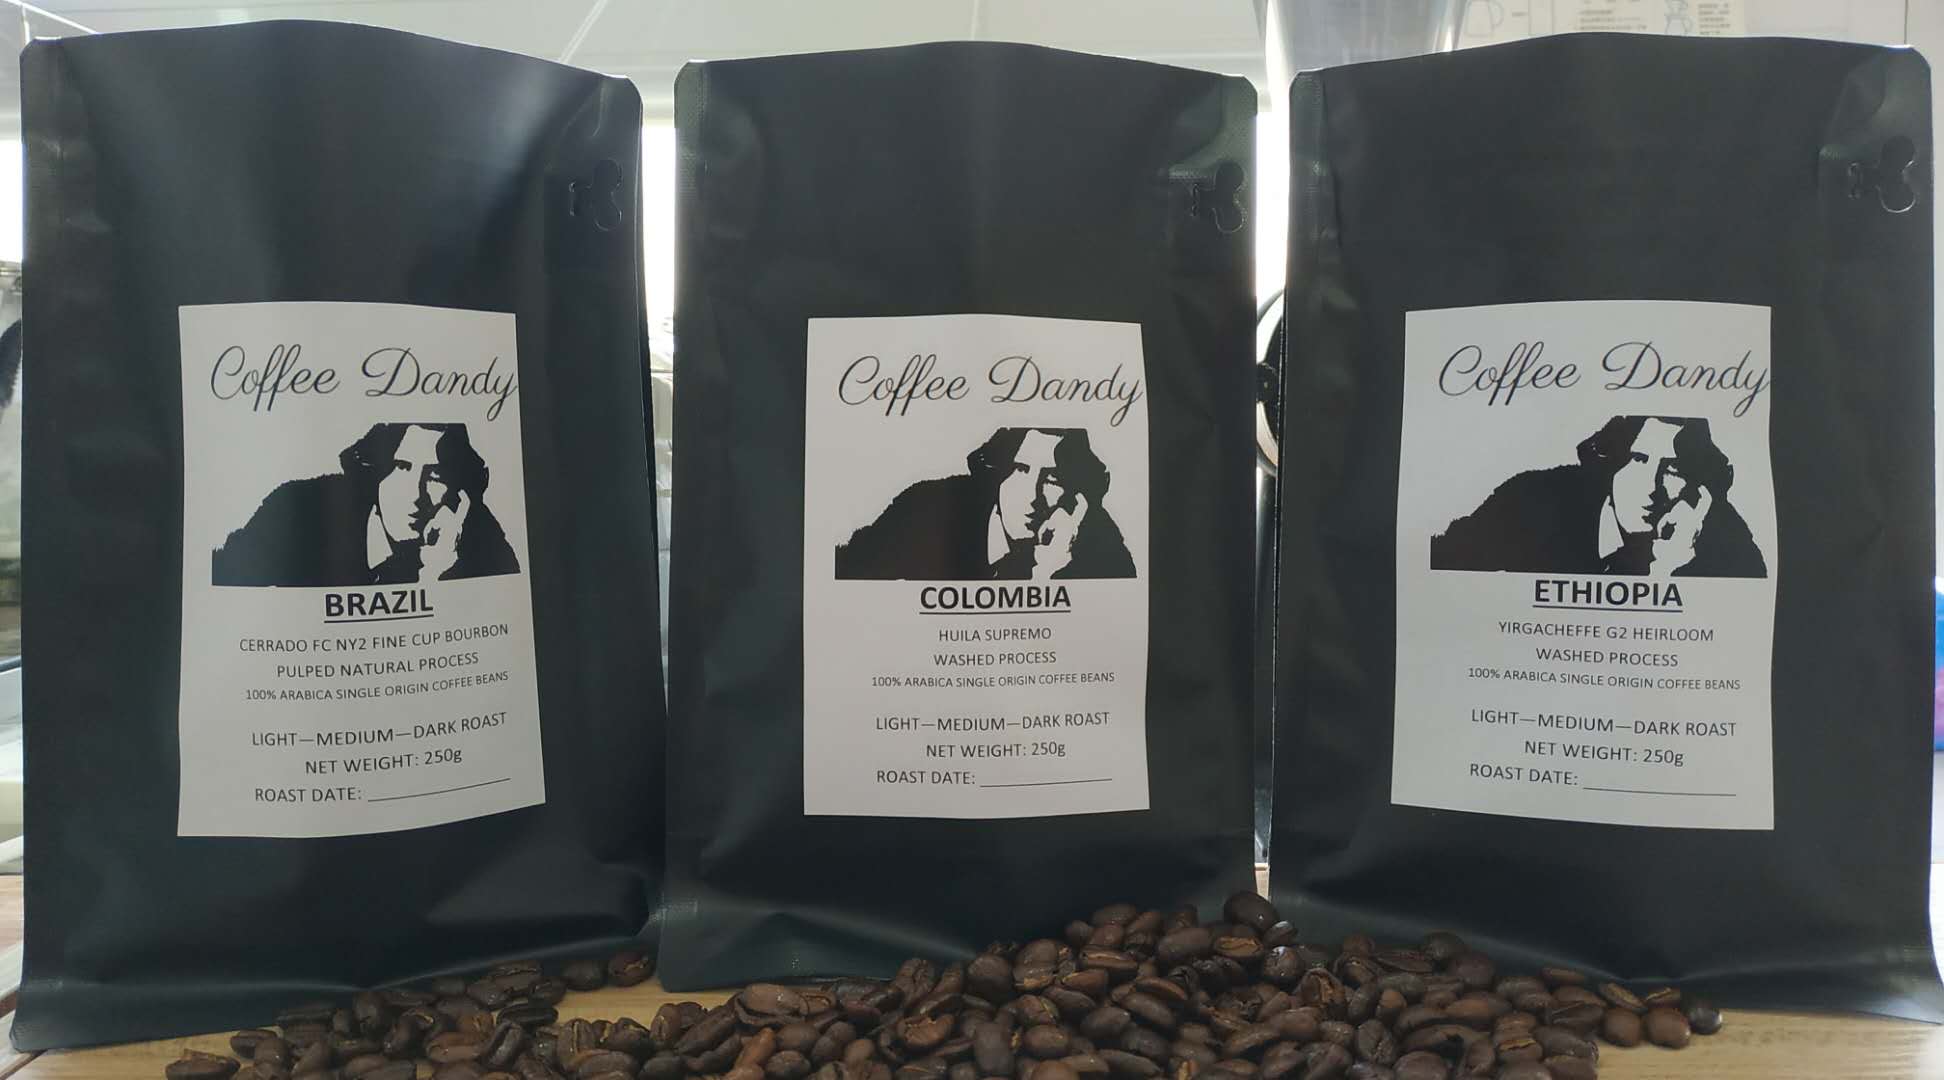 Coffee Dandy
BRAZIL
CERRADO FC NY2 FINE CUP BOURBON
PULPED NATURAL PROCESS
100% ARABICA SINGLE ORIGIN COFFEE BEANS
LIGHT—MEDIUM—DARK ROAST
NET WEIGHT: 250g
ROAST DATE: 
Coffee Dandy
COLOMBIA
HUILA SUPREMO
WASHED PROCESS
100% ARABICA SINGLE ORIGIN COFFEE BEANS
LIGHT—MEDIUM—DARK ROAST
NET WEIGHT: 250g
ROAST DATE: 
Coffee Dandy
ETHIOPIA
YIRGACHEFFE G2 HEIRLOOM
WASHED PROCESS
100% ARABICA SINGLE ORIGIN COFFEE BEANS
LIGHT—MEDIUM—DARK ROAST
NET WEIGHT: 250g
ROAST DATE: